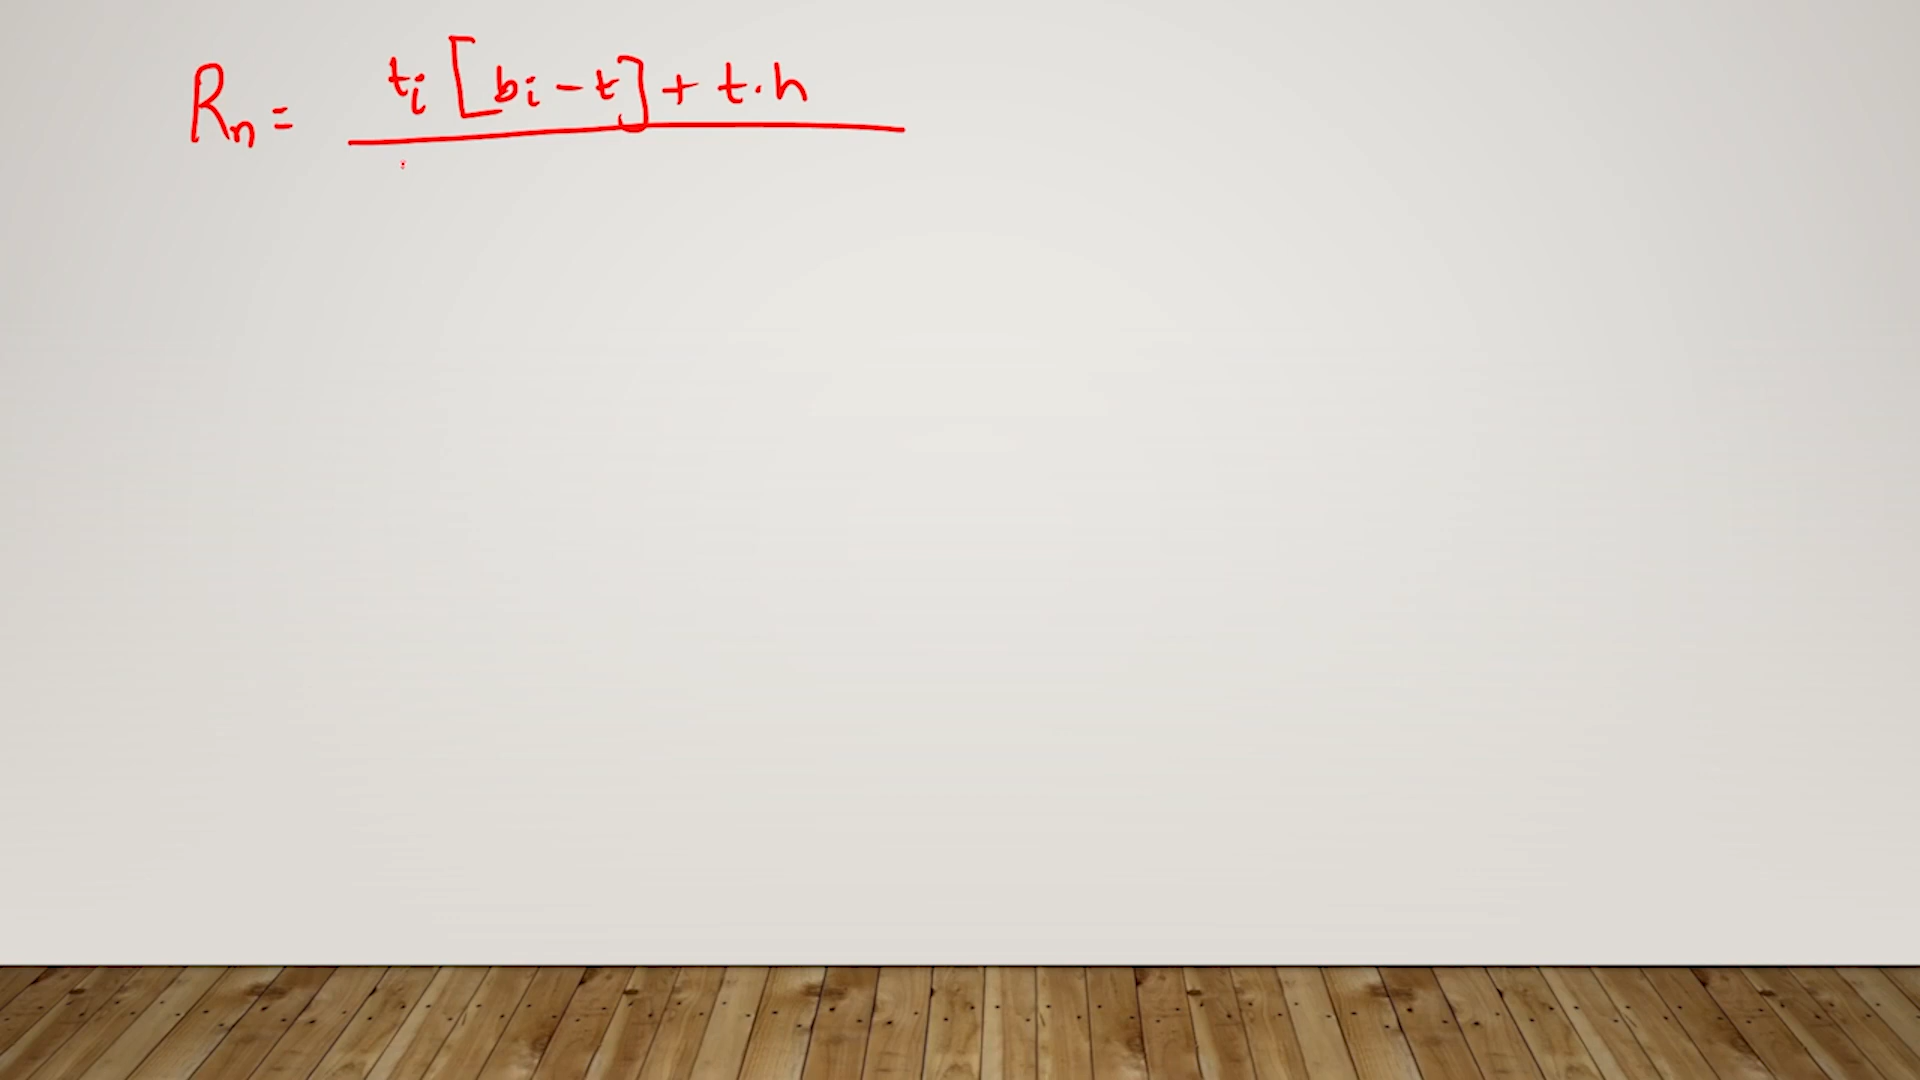 Rn = ti [bi - t] + t.h